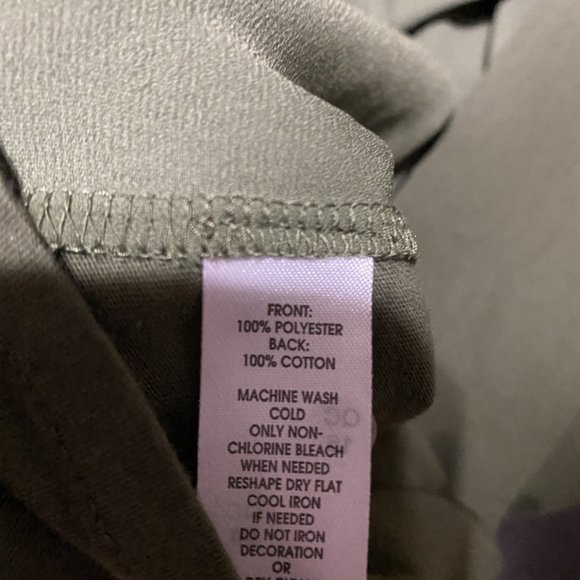 FRONT:
100% POLYESTER
BACK:
100% COTTON
MACHINE WASH
COLD
ONLY NON-
CHLORINE BLEACH
WHEN NEEDED
RESHAPE DRY FLAT
COOL IRON
IF NEEDED
DO NOT IRON
DECORATION
OR